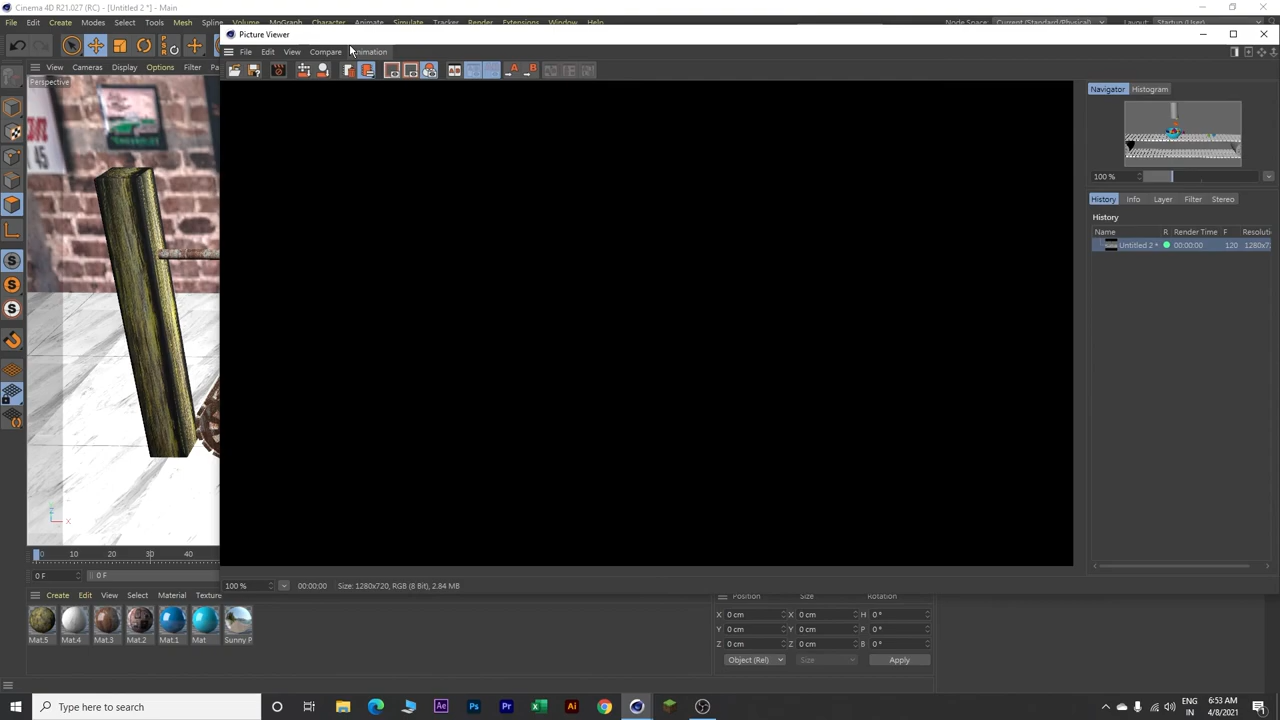 Cinema 4D R21.027 (RC) - [Untitled 2 *] - Main
File Edit Create Modes Select Tools Mesh Spline Volume MoGraph Character Animate Simulate Tracker Render Extensions Window Help
Node Space: Current (Standard/Physical) Layout: Startup (User)
Picture Viewer
File Edit View Compare Animation
View Cameras Display Options Filter
Perspective
45
Navigator Histogram
100 %
History Info Layer Filter Stereo
History
Name R Render Time F Resoluti
Untitled 2 * 00:00:00 120 1280x7
0 10 20 30 40
0 F 0 F
100 % 00:00:00 Size: 1280x720, RGB (8 Bit), 2.84 MB
Create Edit View Select Material Texture
Mat.5 Mat.4 Mat.3 Mat.2 Mat.1 Mat Sunny P
Position Size Rotation
X 0 cm X 0 cm H 0 °
Y 0 cm Y 0 cm P 0 °
Z 0 cm Z 0 cm B 0 °
Object (Rel) Size Apply
Type here to search
ENG
IN
6:53 AM
4/8/2021